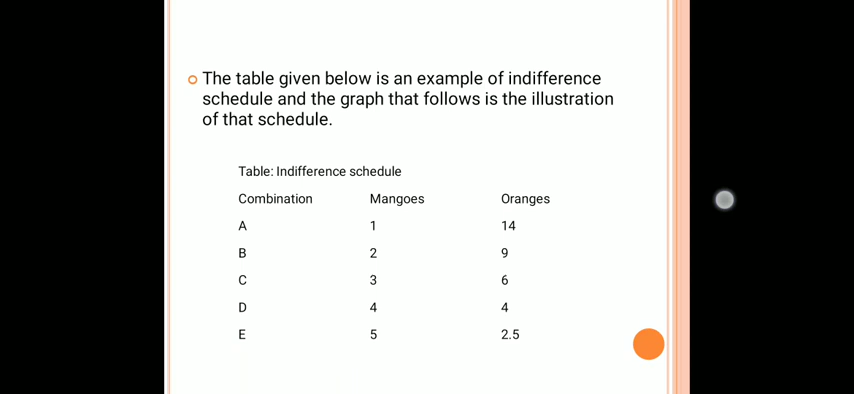 The table given below is an example of indifference
schedule and the graph that follows is the illustration
of that schedule.
Table: Indifference schedule
Combination Mangoes Oranges
A 1 14
B 2 9
C 3 6
D 4 4
E 5 2.5